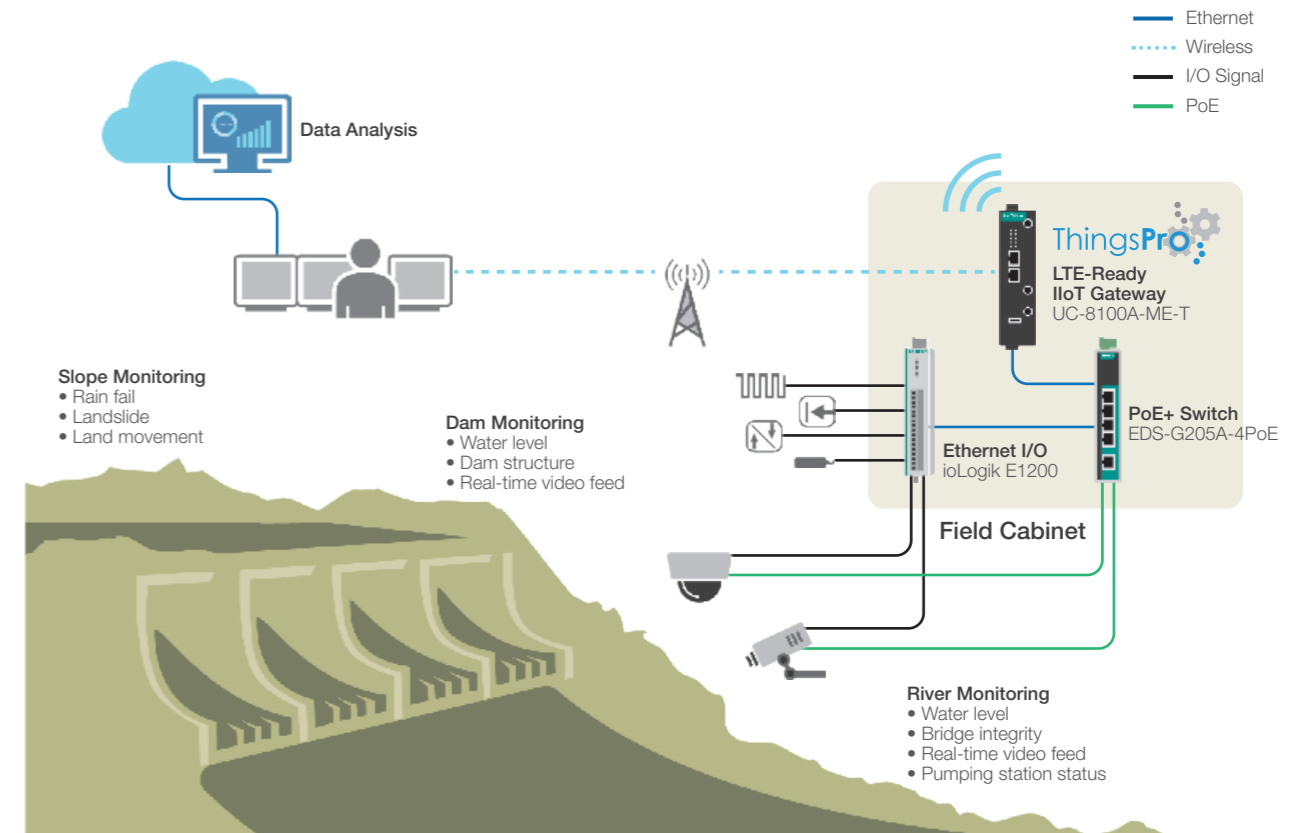 Ethernet
Wireless
I/O Signal
PoE
Data Analysis
ThingsPro
LTE-Ready
IIoT Gateway
UC-8100A-ME-T
Slope Monitoring
• Rain fail
• Landslide
• Land movement
Dam Monitoring
• Water level
• Dam structure
• Real-time video feed
PoE+ Switch
EDS-G205A-4PoE
Ethernet I/O
ioLogik E1200
Field Cabinet
River Monitoring
• Water level
• Bridge integrity
• Real-time video feed
• Pumping station status